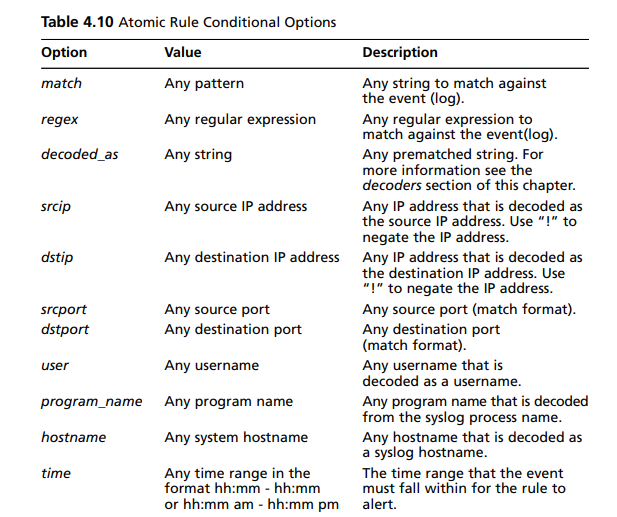 Table 4.10 Atomic Rule Conditional Options
Option Value Description
match Any pattern Any string to match against
the event (log).
regex Any regular expression Any regular expression to
match against the event(log).
decoded_as Any string Any prematched string. For
more information see the
decoders section of this chapter.
srcip Any source IP address Any IP address that is decoded as
the source IP address. Use “!” to
negate the IP address.
dstip Any destination IP address Any IP address that is decoded as
the destination IP address. Use
“!” to negate the IP address.
srcport Any source port Any source port (match format).
dstport Any destination port Any destination port
(match format).
user Any username Any username that is
decoded as a username.
program_name Any program name Any program name that is decoded
from the syslog process name.
hostname Any system hostname Any hostname that is decoded as
a syslog hostname.
time Any time range in the The time range that the event
format hh:mm - hh:mm must fall within for the rule to
or hh:mm am - hh:mm pm alert.